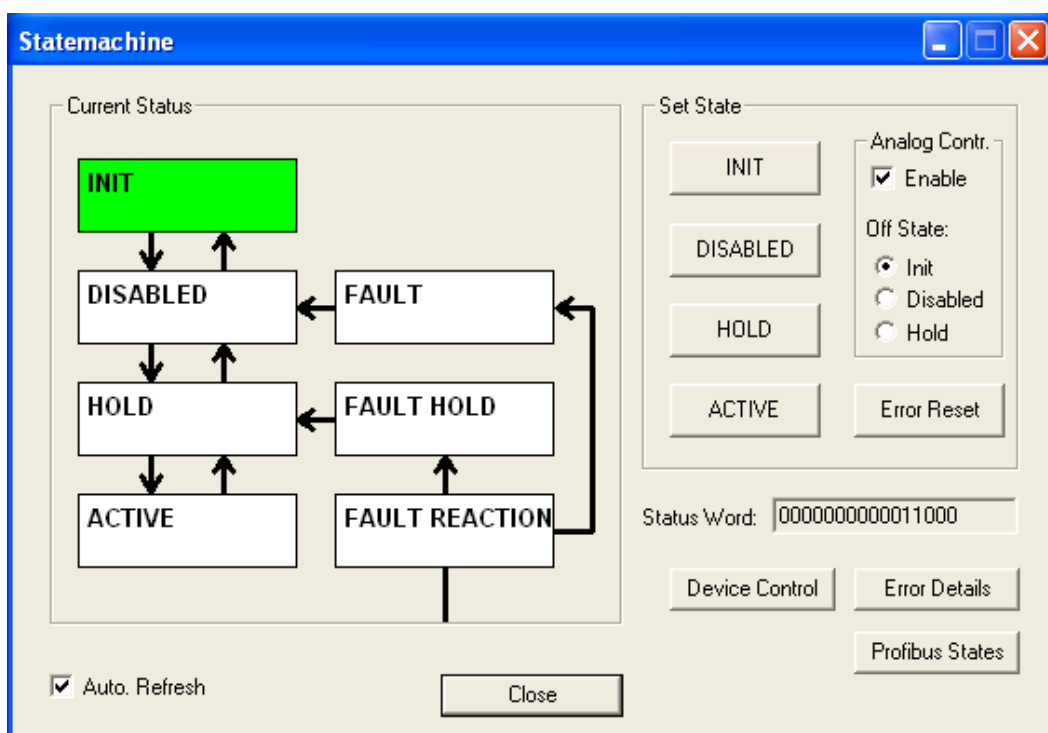 Statemachine
Current Status
INIT
DISABLED
FAULT
HOLD
FAULT HOLD
ACTIVE
FAULT REACTION
Set State
INIT
DISABLED
HOLD
ACTIVE
Analog Contr.
Enable
Off State:
Init
Disabled
Hold
Error Reset
Status Word: 0000000000011000
Device Control
Error Details
Profibus States
Auto. Refresh
Close